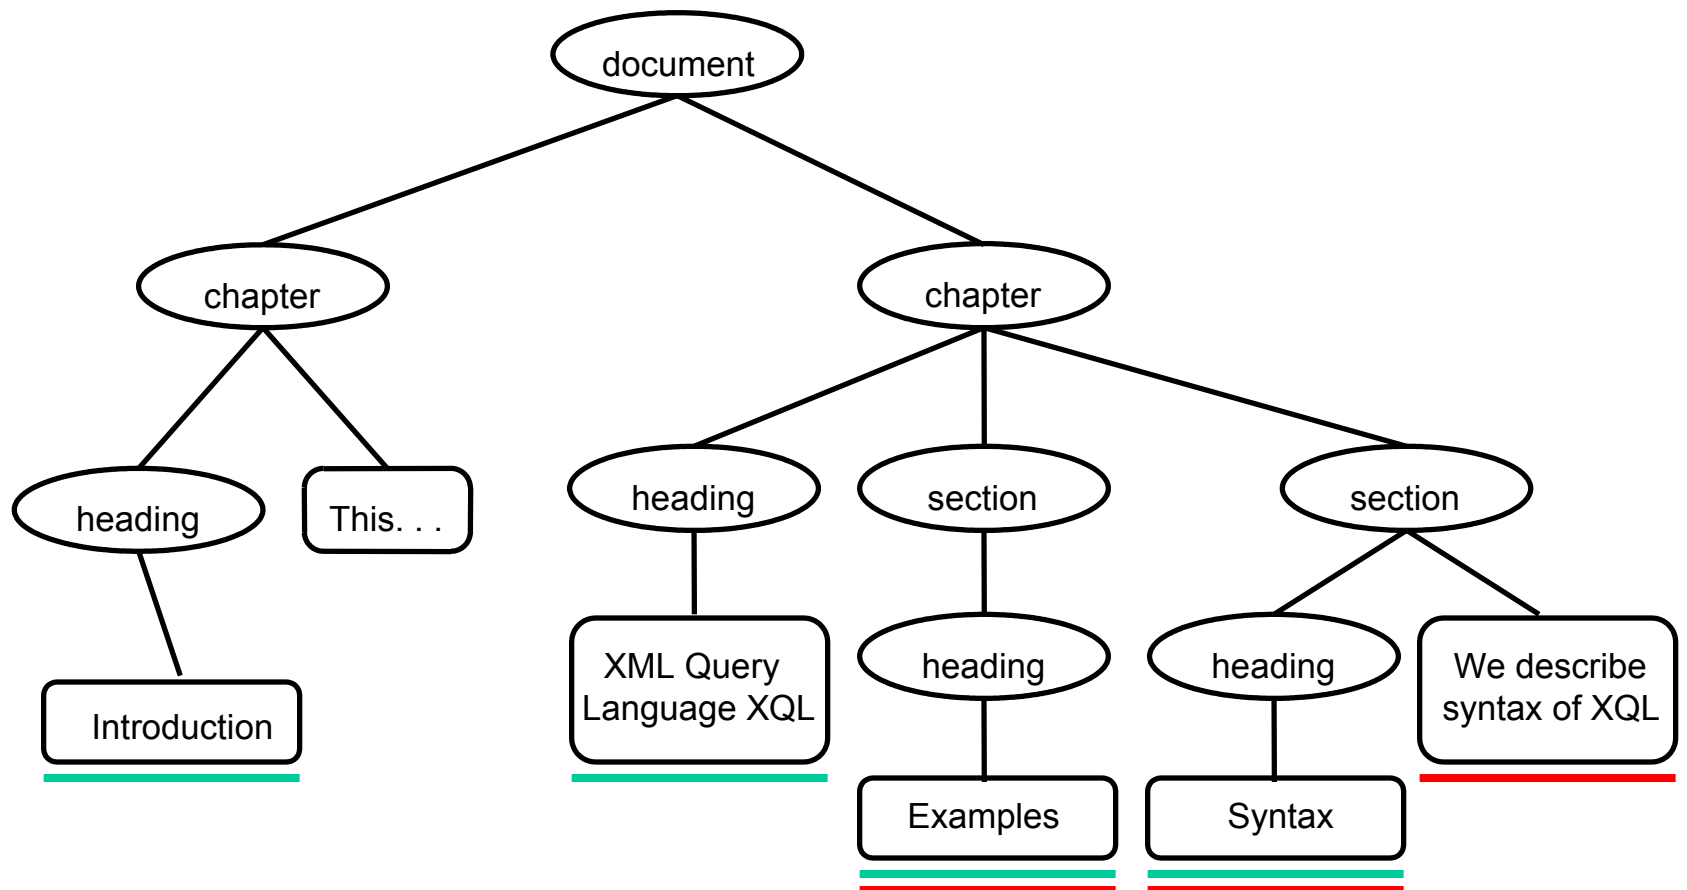 document
chapter
chapter
heading
This. . .
heading
section
section
Introduction
XML Query
Language XQL
heading
heading
We describe
syntax of XQL
Examples
Syntax